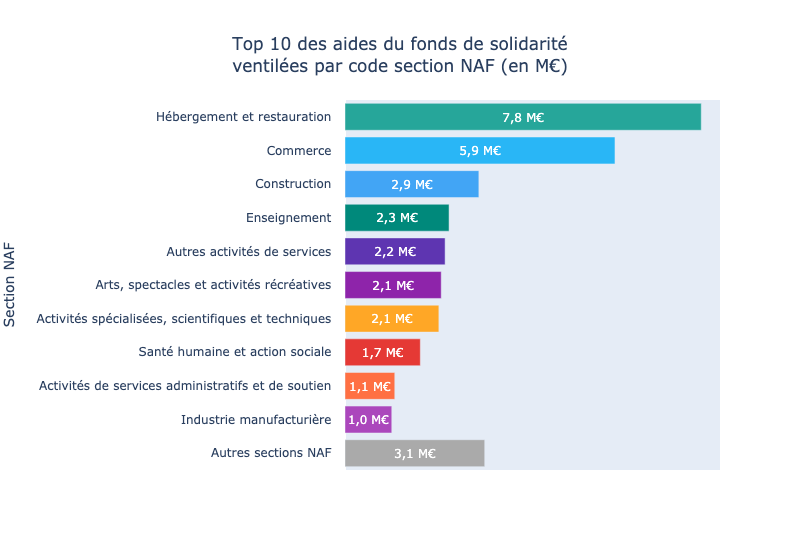 Top 10 des aides du fonds de solidarité
ventilées par code section NAF (en M€)
Section NAF
Hébergement et restauration 7,8 M€
Commerce 5,9 M€
Construction 2,9 M€
Enseignement 2,3 M€
Autres activités de services 2,2 M€
Arts, spectacles et activités récréatives 2,1 M€
Activités spécialisées, scientifiques et techniques 2,1 M€
Santé humaine et action sociale 1,7 M€
Activités de services administratifs et de soutien 1,1 M€
Industrie manufacturière 1,0 M€
Autres sections NAF 3,1 M€